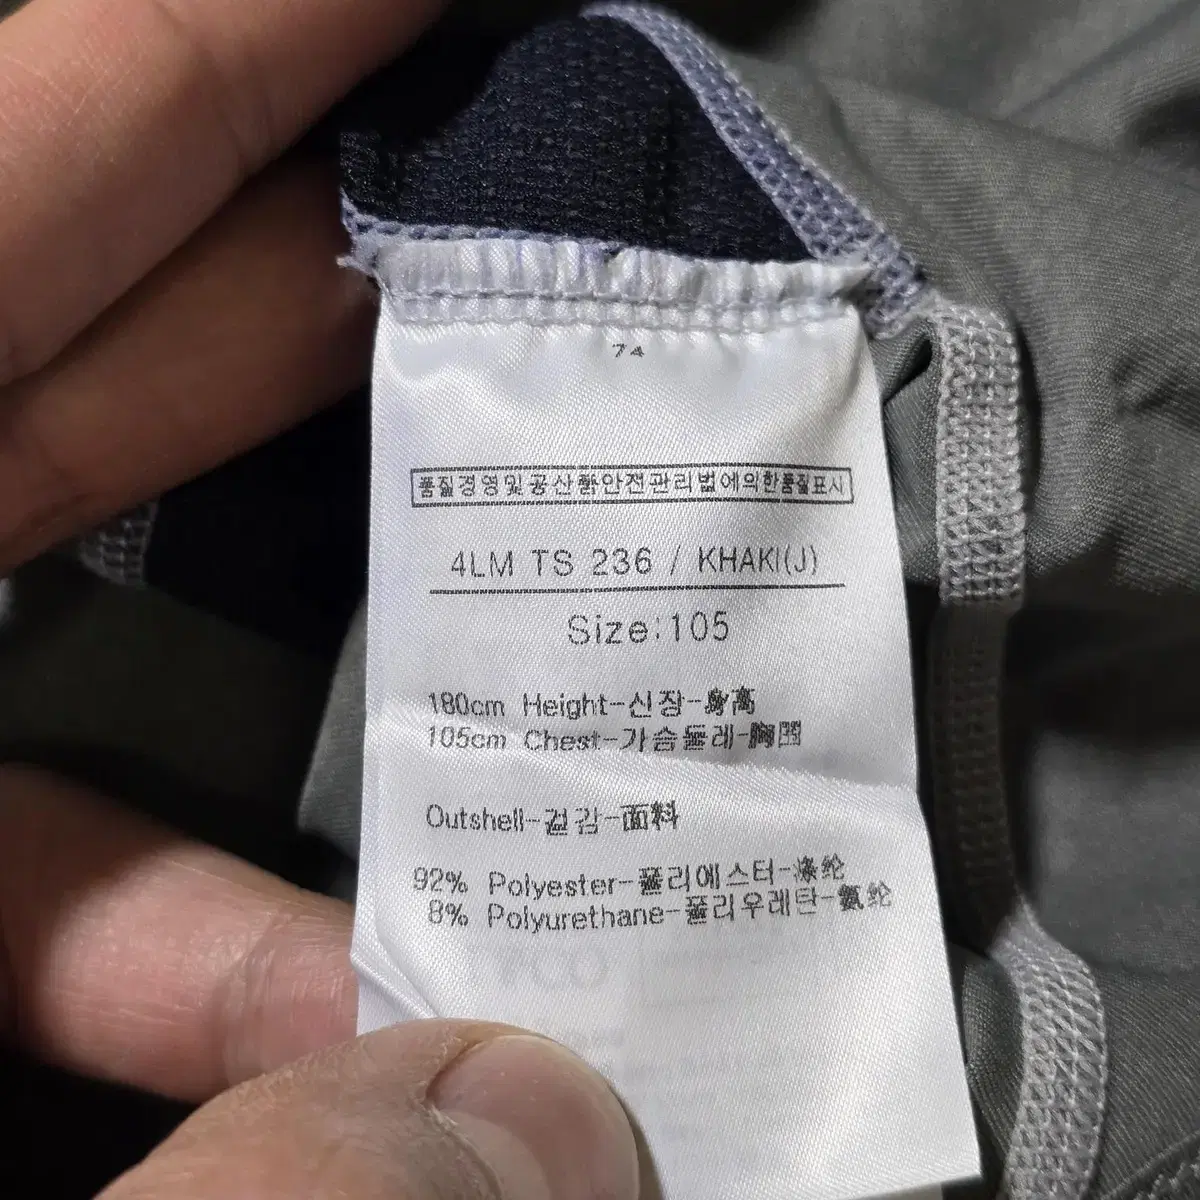 74
품질경영및공산품안전관리법에의한품질표시
4LM TS 236 / KHAKI(J)
Size:105
180cm Height-신장-身高
105cm Chest-가슴둘레-胸围
Outshell-겉감-面料
92% Polyester-폴리에스터-涤纶
8% Polyurethane-폴리우레탄-氨纶